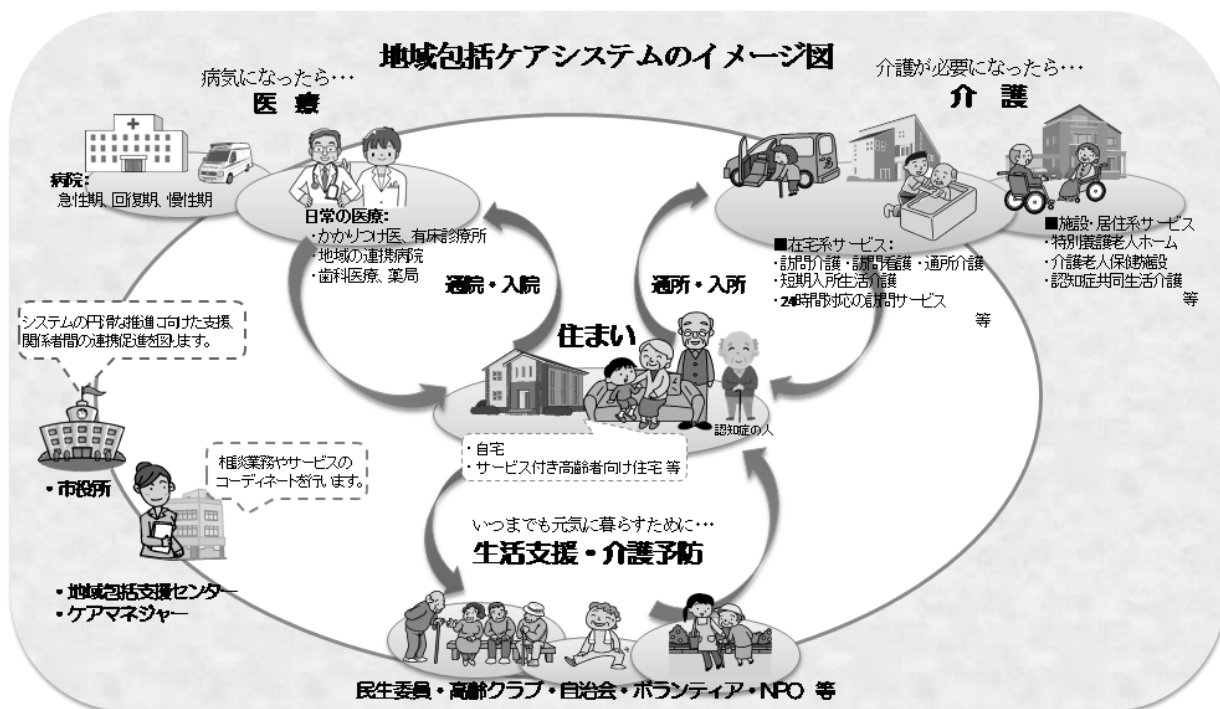 地域包括ケアシステムのイメージ図
病気になったら…
医 療
介護が必要になったら…
介 護
病院：
急性期、回復期、慢性期
日常の医療：
・かかりつけ医、有床診療所
・地域の連携病院
・歯科医療、薬局
通院・入院
通所・入所
■在宅系サービス：
・訪問介護・訪問看護・通所介護
・短期入所生活介護
・24時間対応の訪問サービス
等
■施設・居住系サービス
・特別養護老人ホーム
・介護老人保健施設
・認知症共同生活介護
等
住まい
認知症の人
・自宅
・サービス付き高齢者向け住宅 等
システムの円滑な推進に向けた支援、
関係者間の連携促進を図ります。
・市役所
相談業務やサービスの
コーディネートを行います。
・地域包括支援センター
・ケアマネジャー
いつまでも元気に暮らすために…
生活支援・介護予防
民生委員・高齢クラブ・自治会・ボランティア・NPO 等